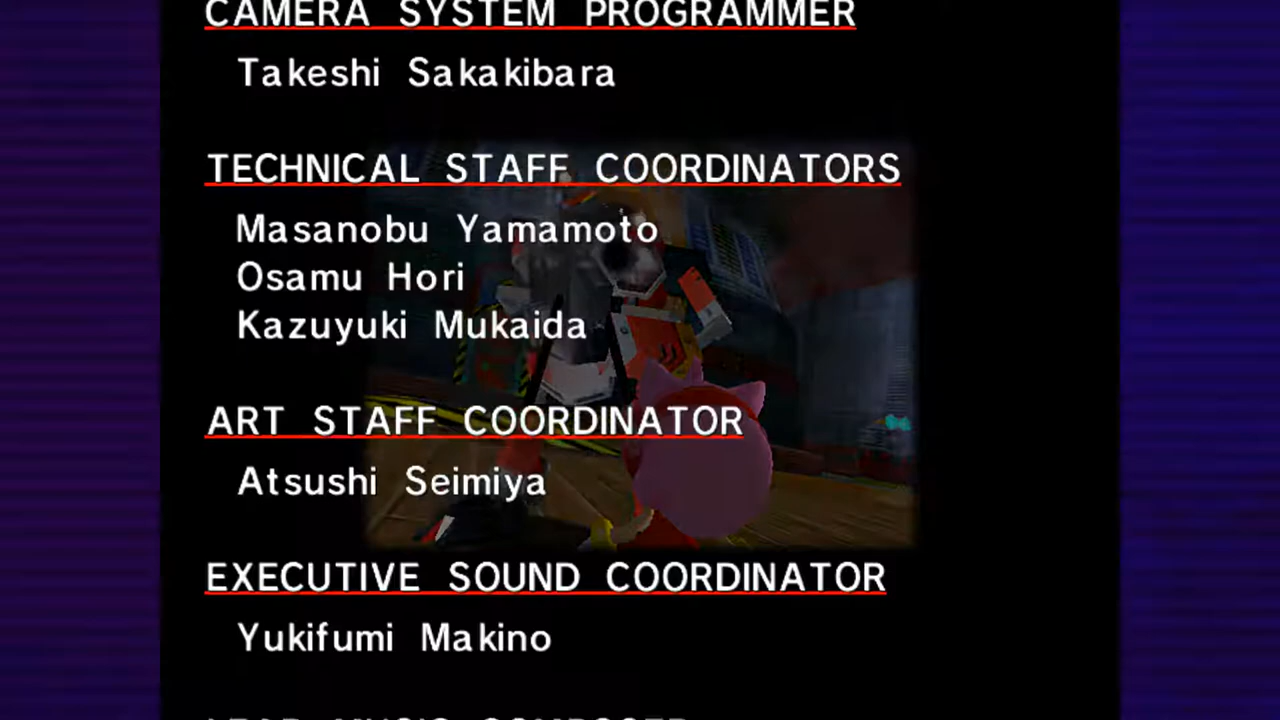 CAMERA SYSTEM PROGRAMMER
Takeshi Sakakibara
TECHNICAL STAFF COORDINATORS
Masanobu Yamamoto
Osamu Hori
Kazuyuki Mukaida
ART STAFF COORDINATOR
Atsushi Seimiya
EXECUTIVE SOUND COORDINATOR
Yukifumi Makino